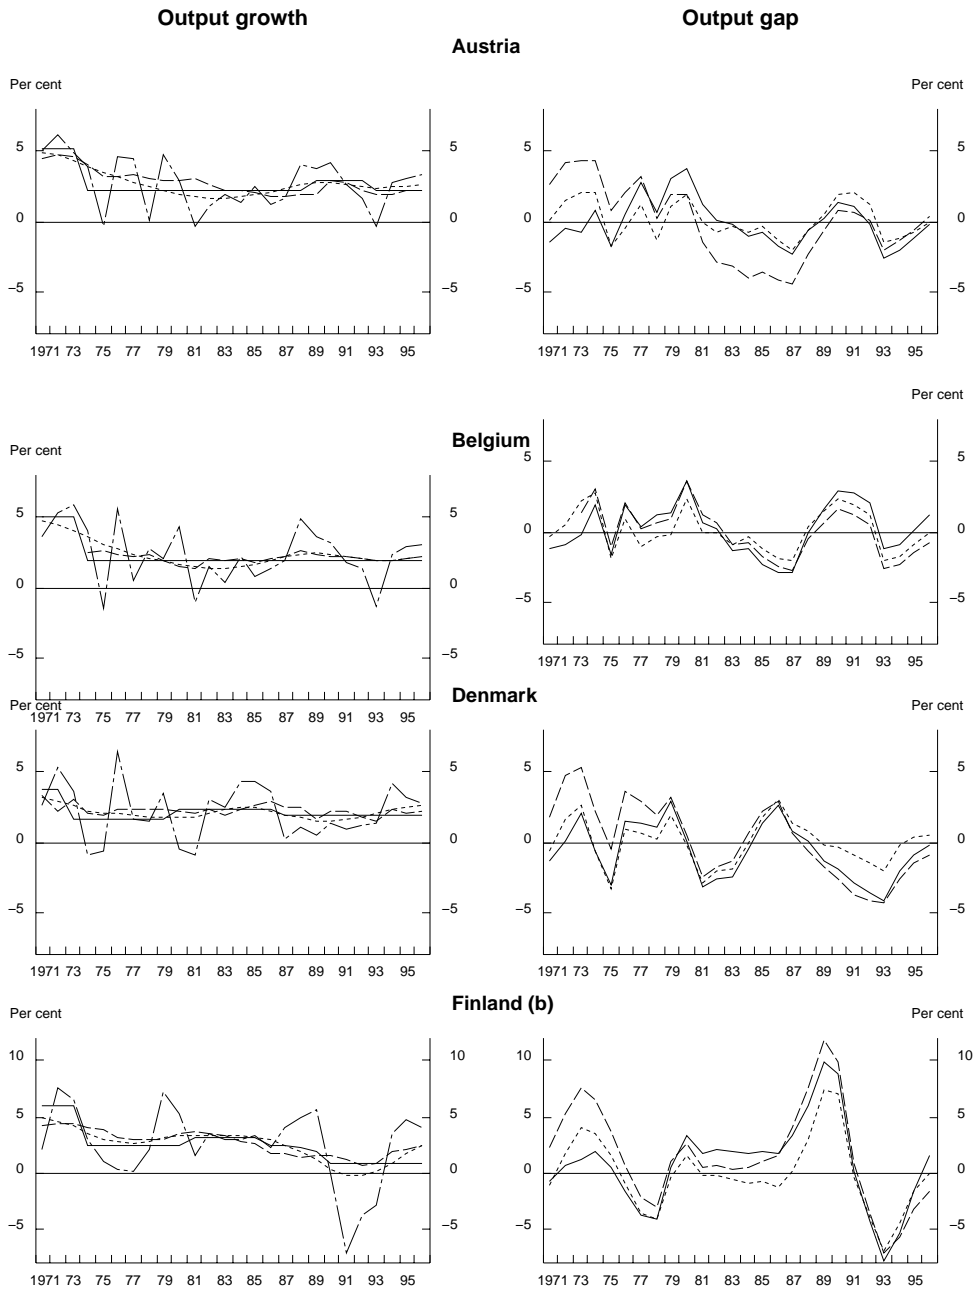 Output growth Output gap
Austria
Per cent Per cent
5 5 5 5
0 0 0 0
–5 –5 –5 –5
1971 73 75 77 79 81 83 85 87 89 91 93 95 1971 73 75 77 79 81 83 85 87 89 91 93 95
Per cent
Belgium
Per cent
5 5
5 5
0 0
0 0
–5 –5
–5 –5
1971 73 75 77 79 81 83 85 87 89 91 93 95
Denmark
Per cent Per cent
1971 73 75 77 79 81 83 85 87 89 91 93 95
5 5 5 5
0 0 0 0
–5 –5 –5 –5
1971 73 75 77 79 81 83 85 87 89 91 93 95 1971 73 75 77 79 81 83 85 87 89 91 93 95
Finland (b)
Per cent Per cent
10 10 10 10
5 5 5 5
0 0 0 0
–5 –5 –5 –5
1971 73 75 77 79 81 83 85 87 89 91 93 95 1971 73 75 77 79 81 83 85 87 89 91 93 95